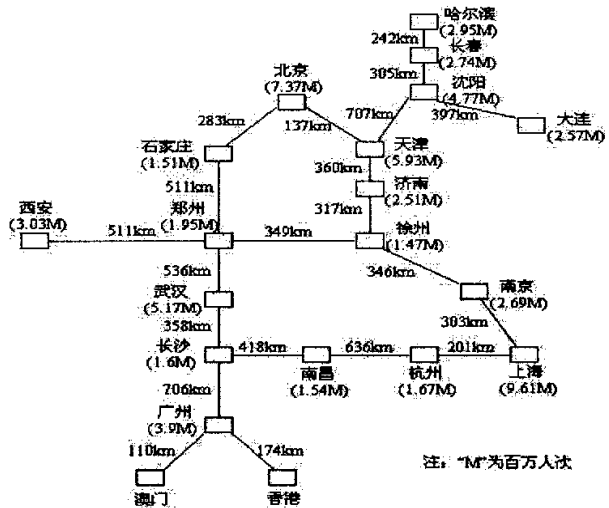 哈尔滨
(2.95M)
242km
长春
(2.74M)
305km
沈阳
(4.77M)
北京
(7.37M)
707km
397km
大连
(2.57M)
283km
137km
石家庄
(1.51M)
天津
(5.93M)
360km
济南
(2.51M)
511km
317km
西安
(3.03M)
郑州
(1.95M)
511km
349km
徐州
(1.47M)
536km
346km
南京
(2.69M)
武汉
(5.17M)
303km
358km
长沙
(1.6M)
418km
636km
201km
南昌
(1.54M)
杭州
(1.67M)
上海
(9.61M)
706km
广州
(3.9M)
110km
174km
澳门
香港
注：“M”为百万人次